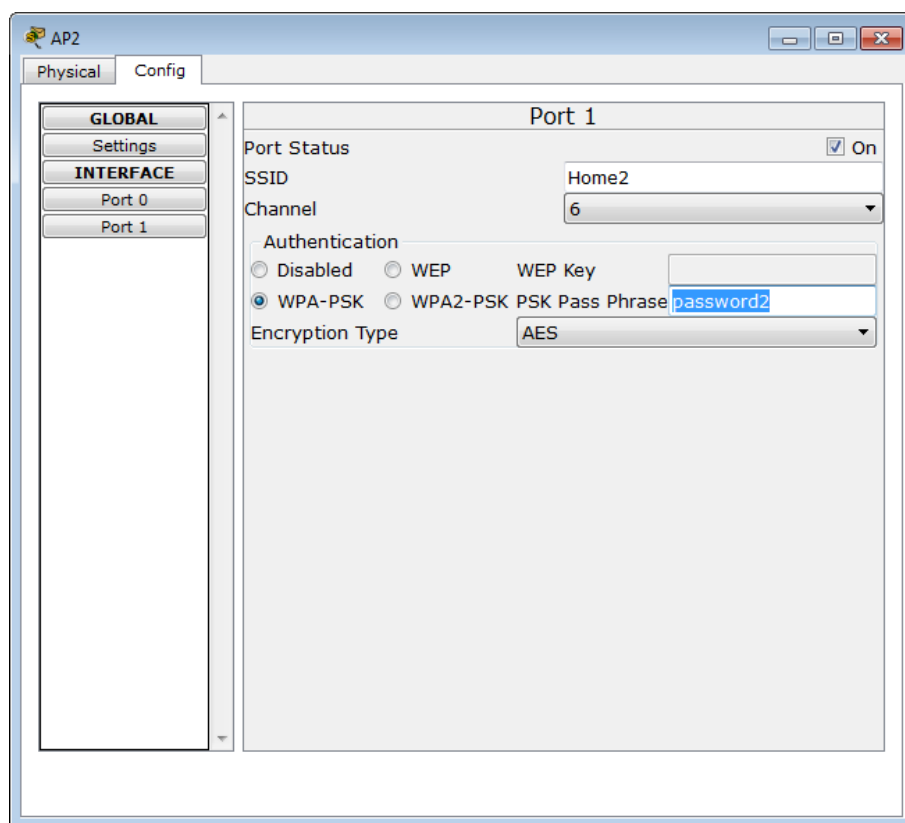 AP2
Physical Config
GLOBAL
Settings
INTERFACE
Port 0
Port 1
Port 1
Port Status On
SSID Home2
Channel 6
Authentication
Disabled WEP WEP Key
WPA-PSK WPA2-PSK PSK Pass Phrase password2
Encryption Type AES